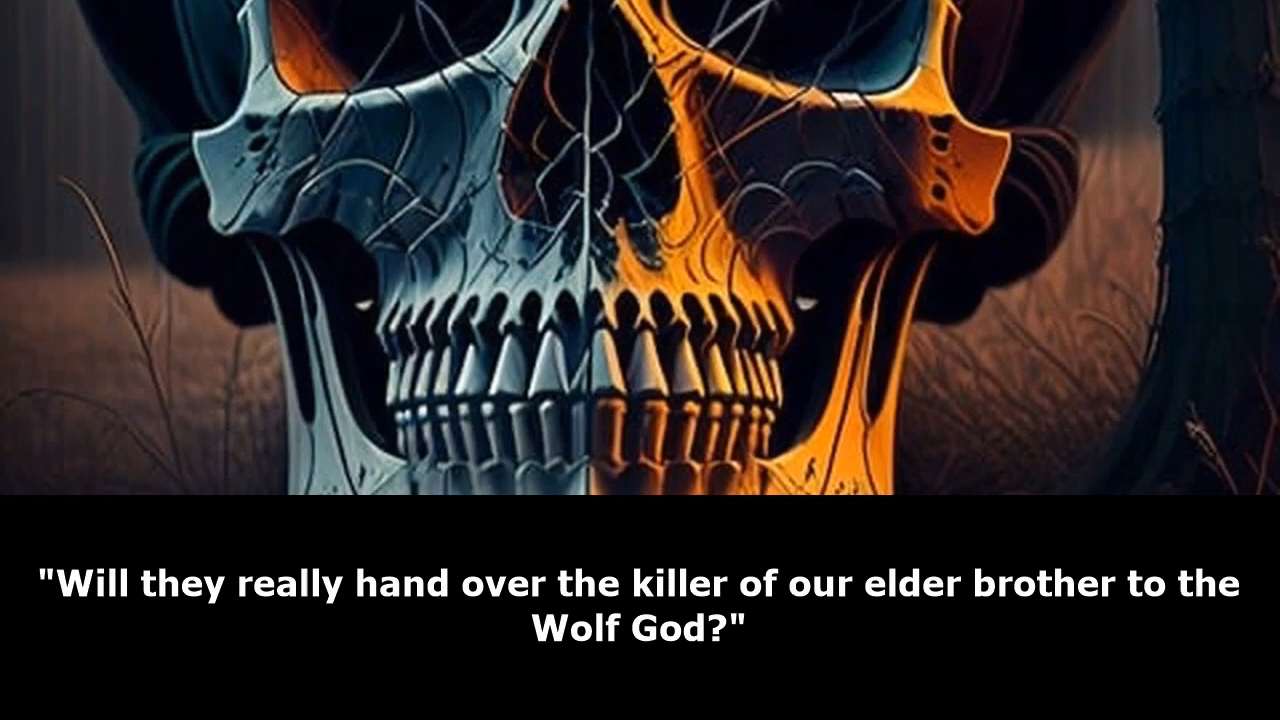 "Will they really hand over the killer of our elder brother to the
Wolf God?"